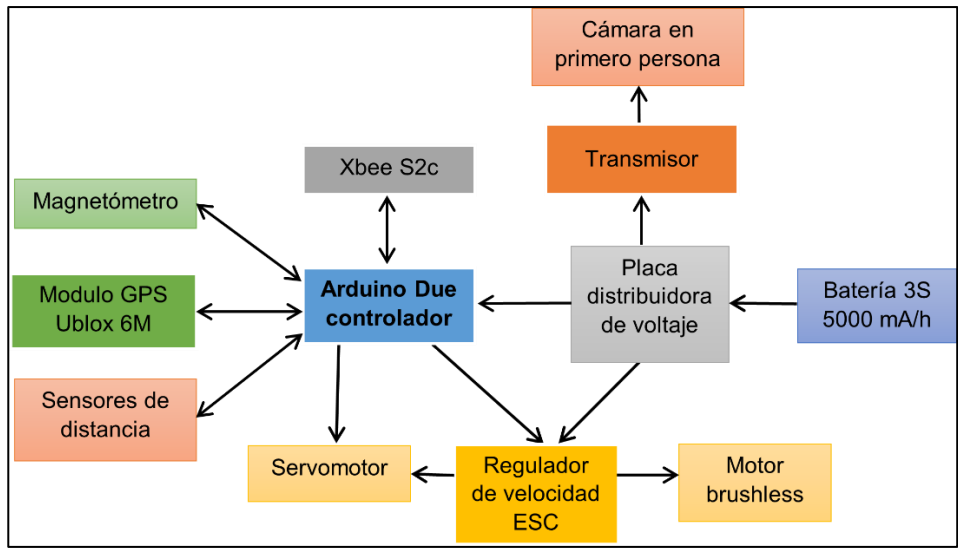 Cámara en
primero persona
Transmisor
Xbee S2c
Magnetómetro
Modulo GPS
Ublox 6M
Arduino Due
controlador
Placa
distribuidora
de voltaje
Batería 3S
5000 mA/h
Sensores de
distancia
Servomotor
Regulador
de velocidad
ESC
Motor
brushless